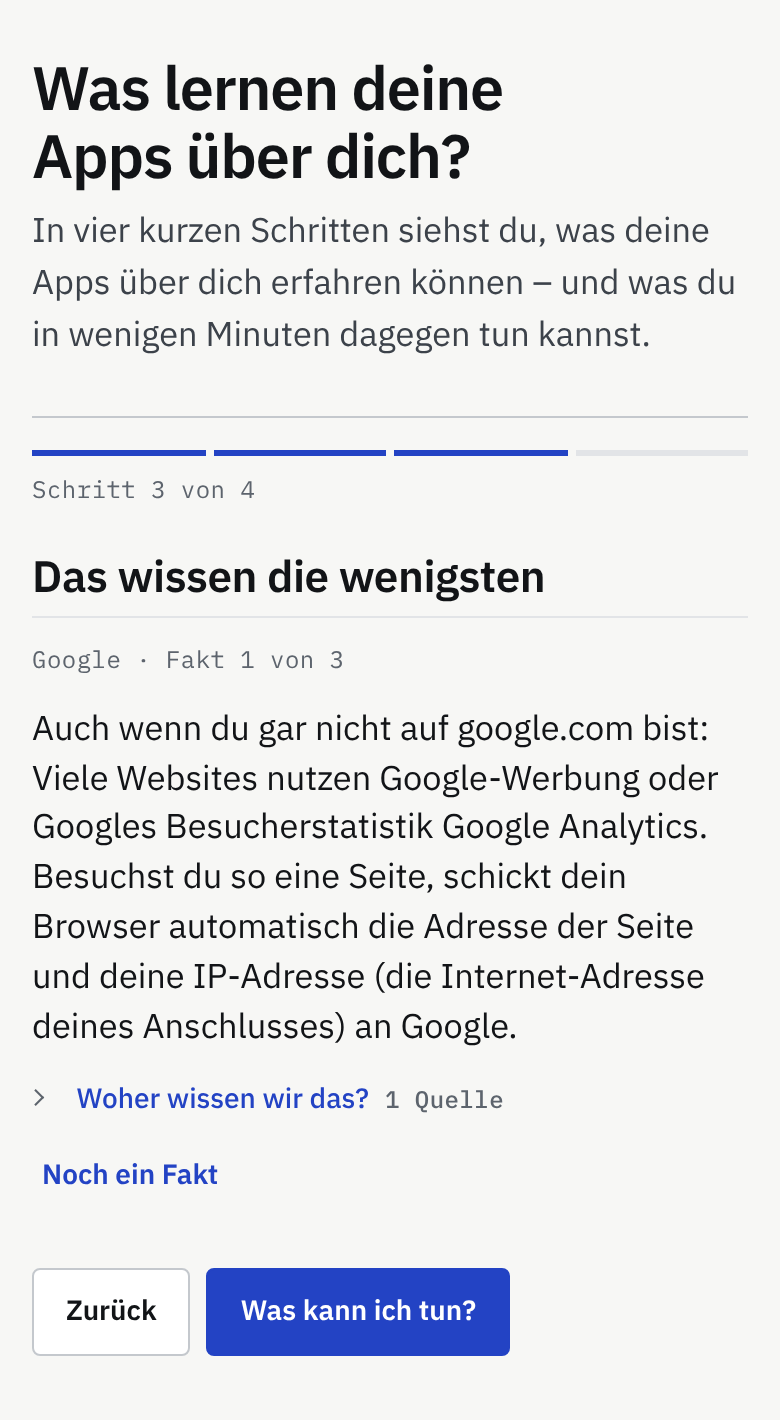 Was lernen deine
Apps über dich?
In vier kurzen Schritten siehst du, was deine
Apps über dich erfahren können – und was du
in wenigen Minuten dagegen tun kannst.
Schritt 3 von 4
Das wissen die wenigsten
Google · Fakt 1 von 3
Auch wenn du gar nicht auf google.com bist:
Viele Websites nutzen Google-Werbung oder
Googles Besucherstatistik Google Analytics.
Besuchst du so eine Seite, schickt dein
Browser automatisch die Adresse der Seite
und deine IP-Adresse (die Internet-Adresse
deines Anschlusses) an Google.
Woher wissen wir das? 1 Quelle
Noch ein Fakt
Zurück
Was kann ich tun?